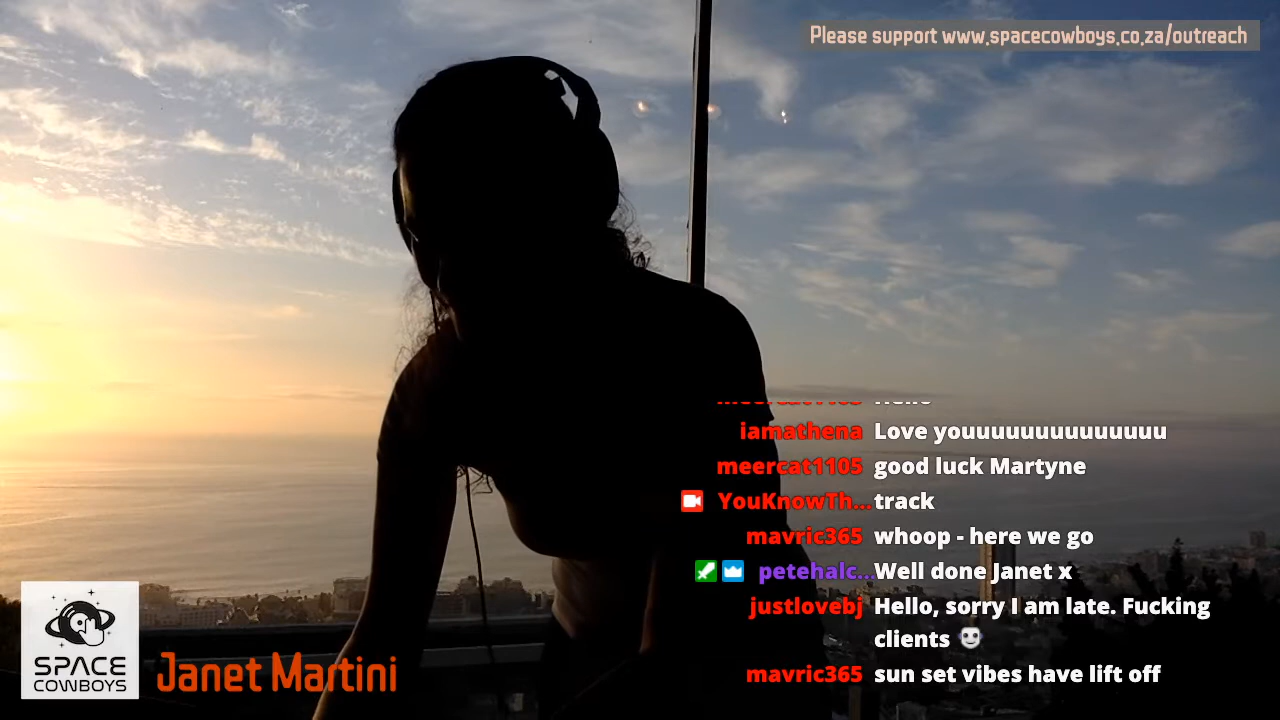 Please support www.spacecowboys.co.za/outreach
iamathena Love youuuuuuuuuuuuuuu
meercat1105 good luck Martyne
YouKnowTh... track
mavric365 whoop - here we go
petehalc... Well done Janet x
justlovebj Hello, sorry I am late. Fucking
clients
mavric365 sun set vibes have lift off
SPACE
COWBOYS
Janet Martini